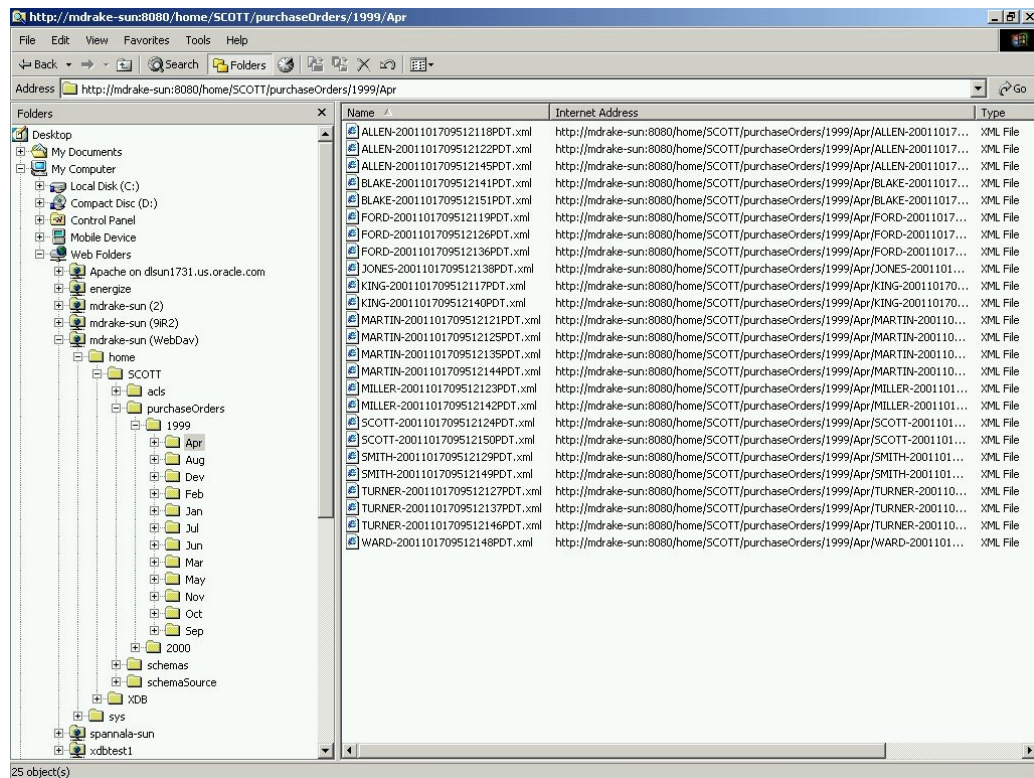 http://mdrake-sun:8080/home/SCOTT/purchaseOrders/1999/Apr
File Edit View Favorites Tools Help
Back Search Folders
Address http://mdrake-sun:8080/home/SCOTT/purchaseOrders/1999/Apr Go
Folders
Desktop
My Documents
My Computer
Local Disk (C:)
Compact Disc (D:)
Control Panel
Mobile Device
Web Folders
Apache on dlsun1731.us.oracle.com
energize
mdrake-sun (2)
mdrake-sun (9iR2)
mdrake-sun (WebDav)
home
SCOTT
acls
purchaseOrders
1999
Apr
Aug
Dev
Feb
Jan
Jul
Jun
Mar
May
Nov
Oct
Sep
2000
schemas
schemaSource
XDB
sys
spannala-sun
xdbtest1
Name Internet Address Type
ALLEN-2001101709512118PDT.xml http://mdrake-sun:8080/home/SCOTT/purchaseOrders/1999/Apr/ALLEN-20011017... XML File
ALLEN-2001101709512122PDT.xml http://mdrake-sun:8080/home/SCOTT/purchaseOrders/1999/Apr/ALLEN-20011017... XML File
ALLEN-2001101709512145PDT.xml http://mdrake-sun:8080/home/SCOTT/purchaseOrders/1999/Apr/ALLEN-20011017... XML File
BLAKE-2001101709512141PDT.xml http://mdrake-sun:8080/home/SCOTT/purchaseOrders/1999/Apr/BLAKE-20011017... XML File
BLAKE-2001101709512151PDT.xml http://mdrake-sun:8080/home/SCOTT/purchaseOrders/1999/Apr/BLAKE-20011017... XML File
FORD-2001101709512119PDT.xml http://mdrake-sun:8080/home/SCOTT/purchaseOrders/1999/Apr/FORD-20011017... XML File
FORD-2001101709512126PDT.xml http://mdrake-sun:8080/home/SCOTT/purchaseOrders/1999/Apr/FORD-20011017... XML File
FORD-2001101709512136PDT.xml http://mdrake-sun:8080/home/SCOTT/purchaseOrders/1999/Apr/FORD-20011017... XML File
JONES-2001101709512138PDT.xml http://mdrake-sun:8080/home/SCOTT/purchaseOrders/1999/Apr/JONES-2001101... XML File
KING-2001101709512117PDT.xml http://mdrake-sun:8080/home/SCOTT/purchaseOrders/1999/Apr/KING-200110170... XML File
KING-2001101709512140PDT.xml http://mdrake-sun:8080/home/SCOTT/purchaseOrders/1999/Apr/KING-200110170... XML File
MARTIN-2001101709512121PDT.xml http://mdrake-sun:8080/home/SCOTT/purchaseOrders/1999/Apr/MARTIN-200110... XML File
MARTIN-2001101709512125PDT.xml http://mdrake-sun:8080/home/SCOTT/purchaseOrders/1999/Apr/MARTIN-200110... XML File
MARTIN-2001101709512135PDT.xml http://mdrake-sun:8080/home/SCOTT/purchaseOrders/1999/Apr/MARTIN-200110... XML File
MARTIN-2001101709512144PDT.xml http://mdrake-sun:8080/home/SCOTT/purchaseOrders/1999/Apr/MARTIN-200110... XML File
MILLER-2001101709512123PDT.xml http://mdrake-sun:8080/home/SCOTT/purchaseOrders/1999/Apr/MILLER-2001101... XML File
MILLER-2001101709512142PDT.xml http://mdrake-sun:8080/home/SCOTT/purchaseOrders/1999/Apr/MILLER-2001101... XML File
SCOTT-2001101709512124PDT.xml http://mdrake-sun:8080/home/SCOTT/purchaseOrders/1999/Apr/SCOTT-2001101... XML File
SCOTT-2001101709512150PDT.xml http://mdrake-sun:8080/home/SCOTT/purchaseOrders/1999/Apr/SCOTT-2001101... XML File
SMITH-2001101709512129PDT.xml http://mdrake-sun:8080/home/SCOTT/purchaseOrders/1999/Apr/SMITH-2001101... XML File
SMITH-2001101709512149PDT.xml http://mdrake-sun:8080/home/SCOTT/purchaseOrders/1999/Apr/SMITH-2001101... XML File
TURNER-2001101709512127PDT.xml http://mdrake-sun:8080/home/SCOTT/purchaseOrders/1999/Apr/TURNER-200110... XML File
TURNER-2001101709512137PDT.xml http://mdrake-sun:8080/home/SCOTT/purchaseOrders/1999/Apr/TURNER-200110... XML File
TURNER-2001101709512146PDT.xml http://mdrake-sun:8080/home/SCOTT/purchaseOrders/1999/Apr/TURNER-200110... XML File
WARD-2001101709512148PDT.xml http://mdrake-sun:8080/home/SCOTT/purchaseOrders/1999/Apr/WARD-2001101... XML File
25 object(s)